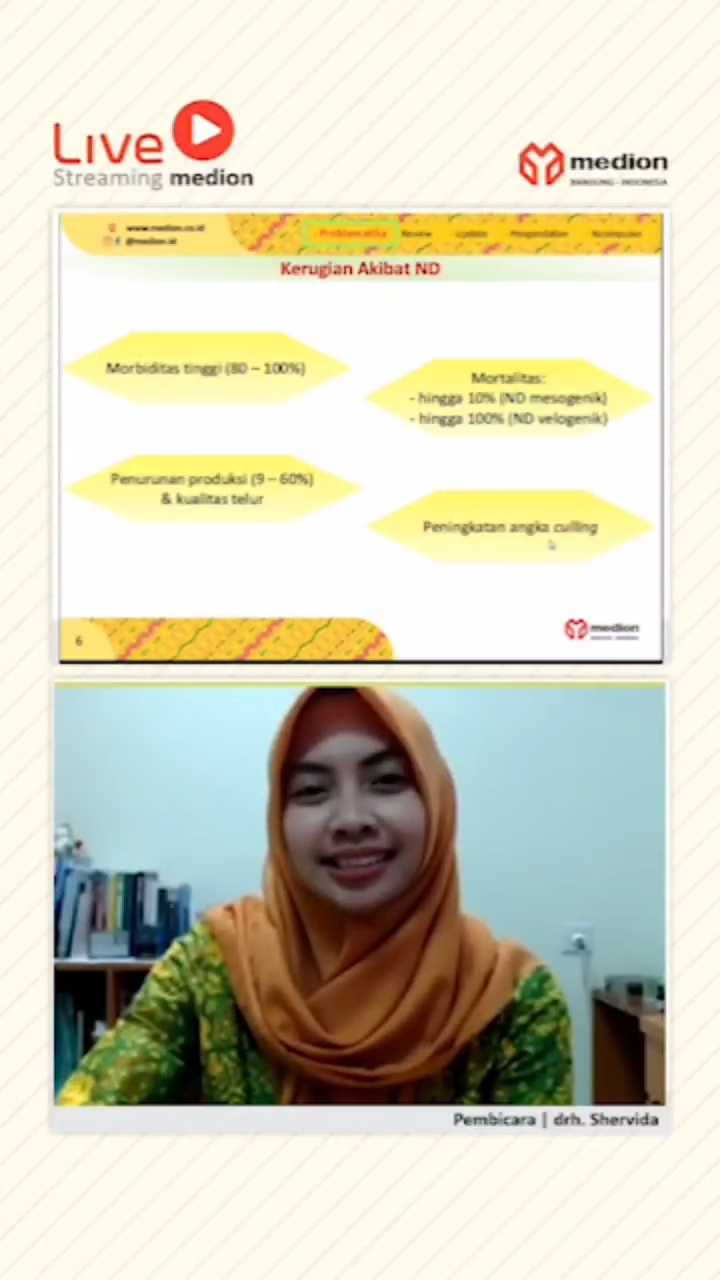 Live
Streaming medion
medion
BANDUNG - INDONESIA
www.medion.co.id
@medion.id
Problematika Review Update Pengendalian Kesimpulan
Kerugian Akibat ND
Morbiditas tinggi (80 – 100%)
Mortalitas:
- hingga 10% (ND mesogenik)
- hingga 100% (ND velogenik)
Penurunan produksi (9 – 60%)
& kualitas telur
Peningkatan angka culling
6
medion
Pembicara | drh. Shervida